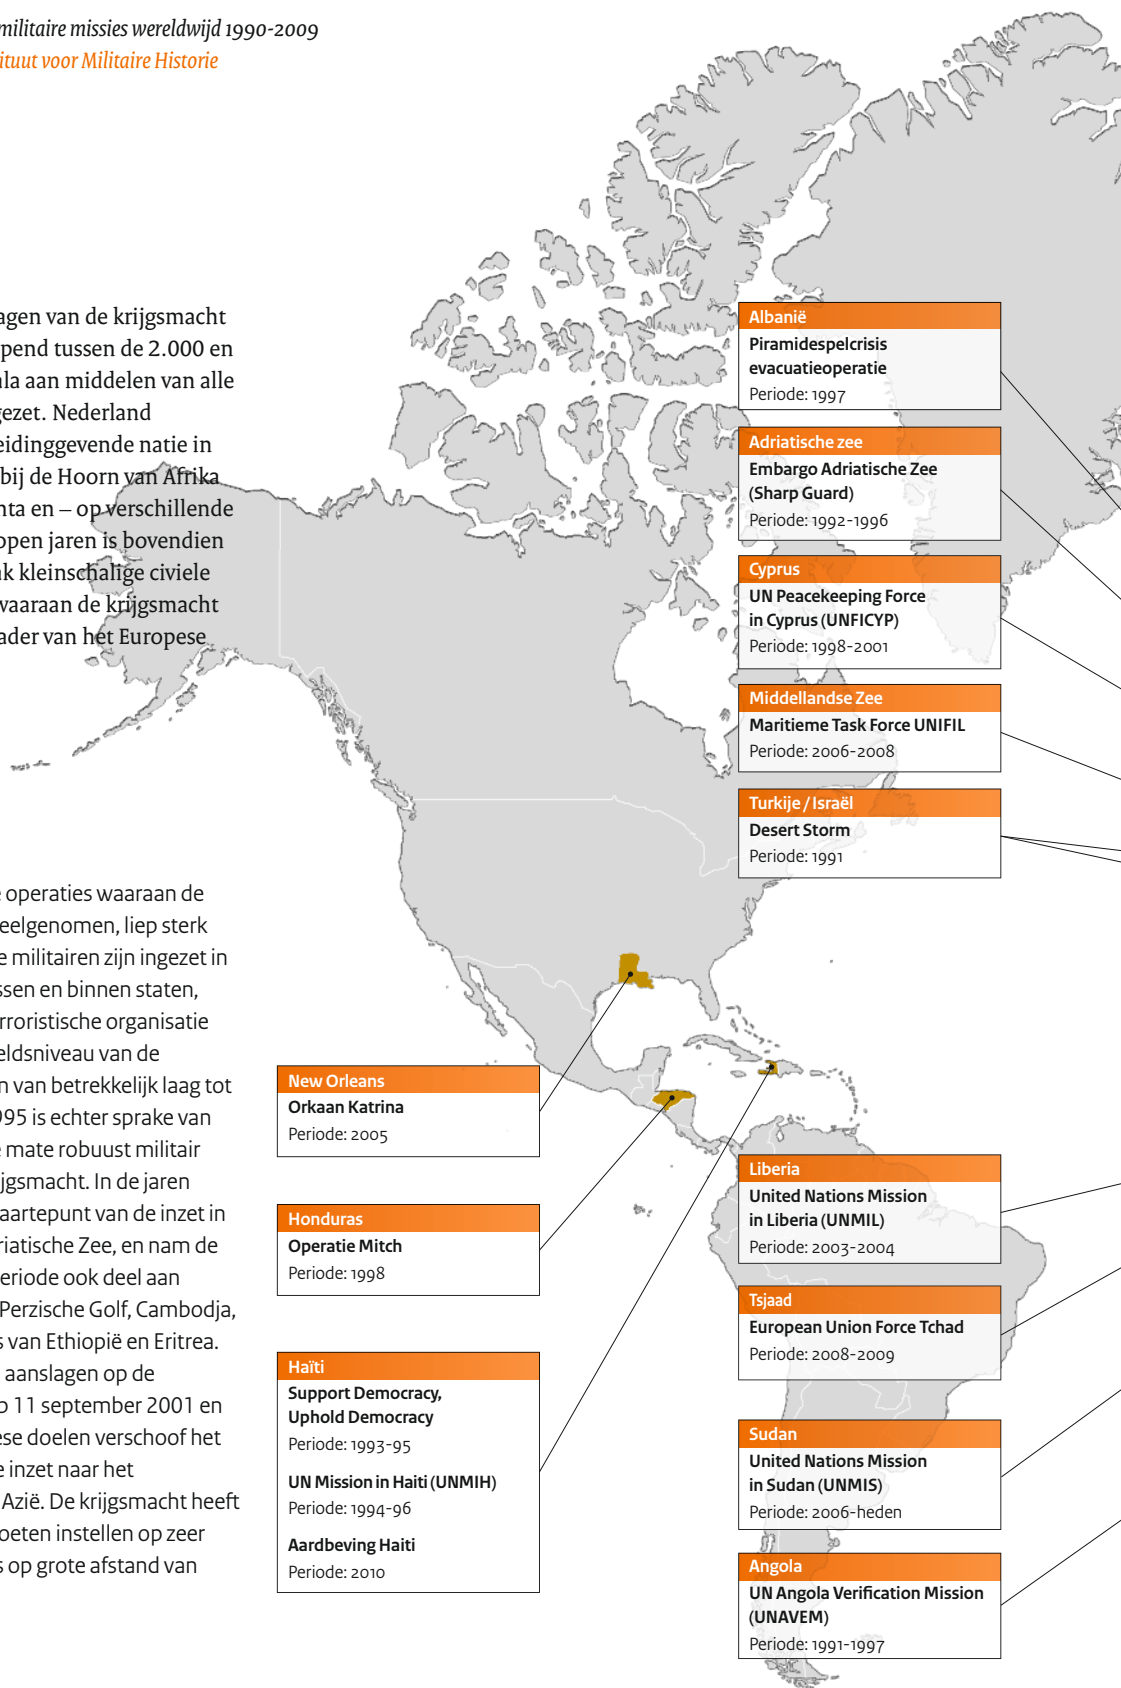 militaire missies wereldwijd 1990-2009
ituut voor Militaire Historie
agen van de krijgsmacht
pend tussen de 2.000 en
ala aan middelen van alle
gezet. Nederland
eidinggevende natie in
bij de Hoorn van Afrika
nta en – op verschillende
open jaren is bovendien
ak kleinschalige civiele
waaraan de krijgsmacht
ader van het Europese
e operaties waaraan de
eelgenomen, liep sterk
e militairen zijn ingezet in
ssen en binnen staten,
rroristische organisatie
eldsniveau van de
n van betrekkelijk laag tot
995 is echter sprake van
e mate robuust militair
ijgsmacht. In de jaren
aartepunt van de inzet in
riatische Zee, en nam de
eriode ook deel aan
Perzische Golf, Cambodja,
s van Ethiopië en Eritrea.
aanslagen op de
p 11 september 2001 en
ese doelen verschoof het
e inzet naar het
Azië. De krijgsmacht heeft
oeten instellen op zeer
s op grote afstand van
New Orleans
Orkaan Katrina
Periode: 2005
Honduras
Operatie Mitch
Periode: 1998
Haïti
Support Democracy,
Uphold Democracy
Periode: 1993-95
UN Mission in Haiti (UNMIH)
Periode: 1994-96
Aardbeving Haiti
Periode: 2010
Albanië
Piramidespelcrisis
evacuatieoperatie
Periode: 1997
Adriatische zee
Embargo Adriatische Zee
(Sharp Guard)
Periode: 1992-1996
Cyprus
UN Peacekeeping Force
in Cyprus (UNFICYP)
Periode: 1998-2001
Middellandse Zee
Maritieme Task Force UNIFIL
Periode: 2006-2008
Turkije / Israël
Desert Storm
Periode: 1991
Liberia
United Nations Mission
in Liberia (UNMIL)
Periode: 2003-2004
Tsjaad
European Union Force Tchad
Periode: 2008-2009
Sudan
United Nations Mission
in Sudan (UNMIS)
Periode: 2006-heden
Angola
UN Angola Verification Mission
(UNAVEM)
Periode: 1991-1997